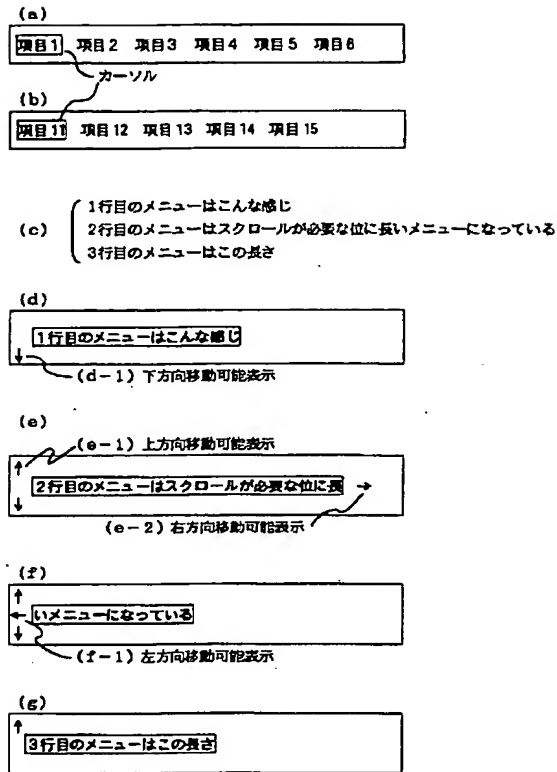 (a)
項目1 項目2 項目3 項目4 項目5 項目6
カーソル
(b)
項目11 項目12 項目13 項目14 項目15
(c)
1行目のメニューはこんな感じ
2行目のメニューはスクロールが必要な位に長いメニューになっている
3行目のメニューはこの長さ
(d)
1行目のメニューはこんな感じ
↓
(d-1)下方向移動可能表示
(e)
(e-1)上方向移動可能表示
↑
2行目のメニューはスクロールが必要な位に長 →
↓
(e-2)右方向移動可能表示
(f)
↑
← いメニューになっている
↓
(f-1)左方向移動可能表示
(g)
↑
3行目のメニューはこの長さ